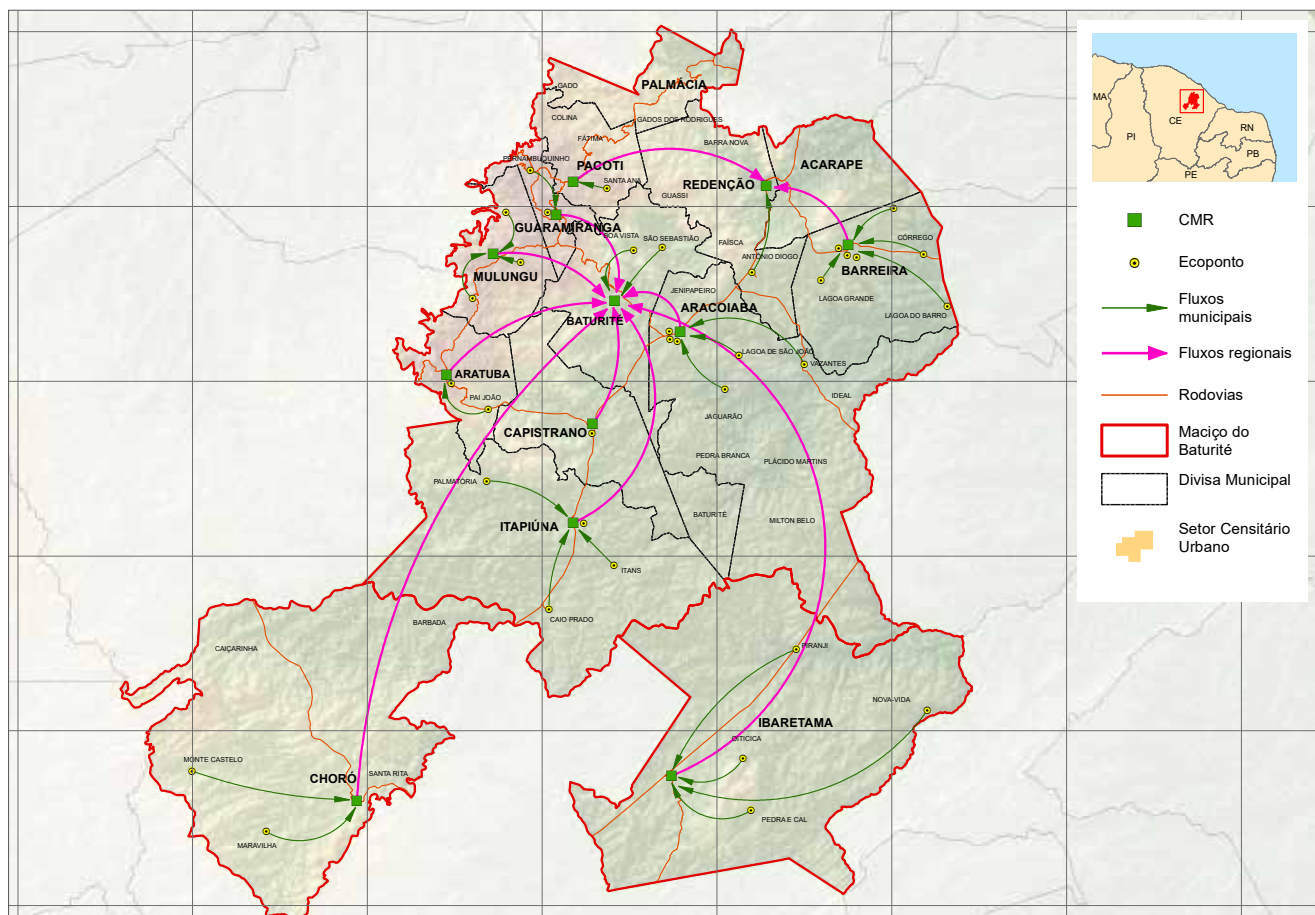 PALMÁCIA
GADO
COLINA
GADOS DOS RODRIGUES
FÁTIMA
BARRA NOVA
PERNAMBUQUINHO
PACOTI
ACARAPE
SANTA ANA
REDENÇÃO
GUASSI
GUARAMIRANGA
BOA VISTA
SÃO SEBASTIÃO
FAÍSCA
CÓRREGO
ANTÔNIO DIOGO
BARREIRA
MULUNGU
JENIPAPEIRO
LAGOA GRANDE
ARACOIABA
LAGOA DO BARRO
BATURITÉ
LAGOA DE SÃO JOÃO
VAZANTES
ARATUBA
PAI JOÃO
IDEAL
JAGUARÃO
CAPISTRANO
PEDRA BRANCA
PLÁCIDO MARTINS
PALMATÓRIA
BATURITÉ
MILTON BELO
ITAPIÚNA
ITANS
CAIO PRADO
BARBADA
CAIÇARINHA
PIRANJI
NOVA-VIDA
IBARETAMA
OITICICA
MONTE CASTELO
CHORÓ
SANTA RITA
PEDRA E CAL
MARAVILHA
MA
PI
CE
RN
PB
PE
CMR
Ecoponto
Fluxos
municipais
Fluxos regionais
Rodovias
Maciço do
Baturité
Divisa Municipal
Setor Censitário
Urbano